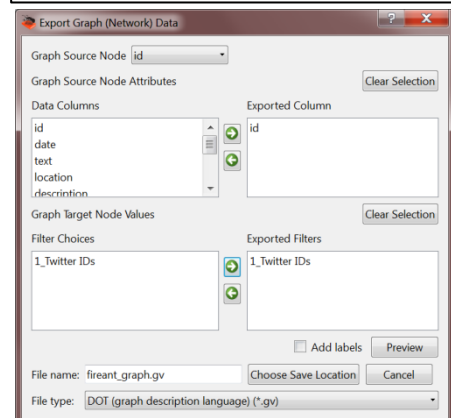 Export Graph (Network) Data
Graph Source Node id
Graph Source Node Attributes Clear Selection
Data Columns Exported Column
id id
date
text
location
description
Graph Target Node Values Clear Selection
Filter Choices Exported Filters
1_Twitter IDs 1_Twitter IDs
Add labels Preview
File name: fireant_graph.gv Choose Save Location Cancel
File type: DOT (graph description language) (*.gv)